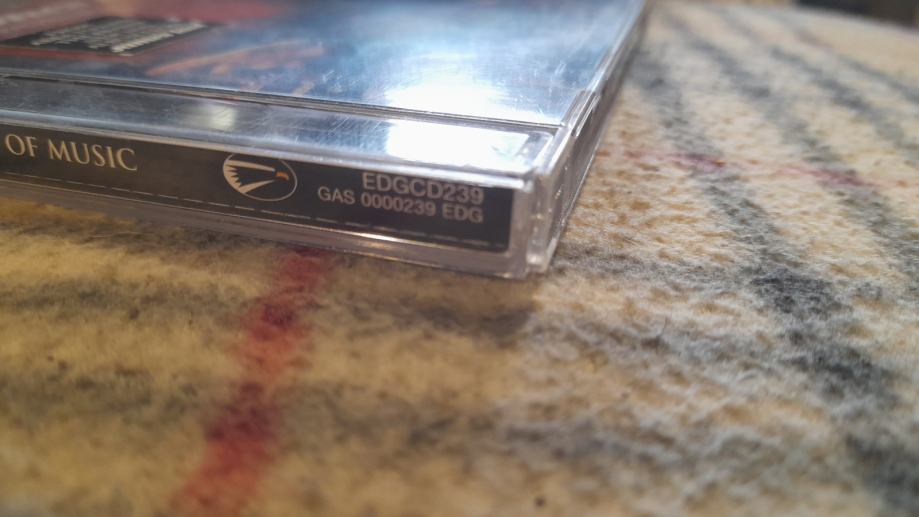 OF MUSIC
EDGCD239
GAS 0000239 EDG